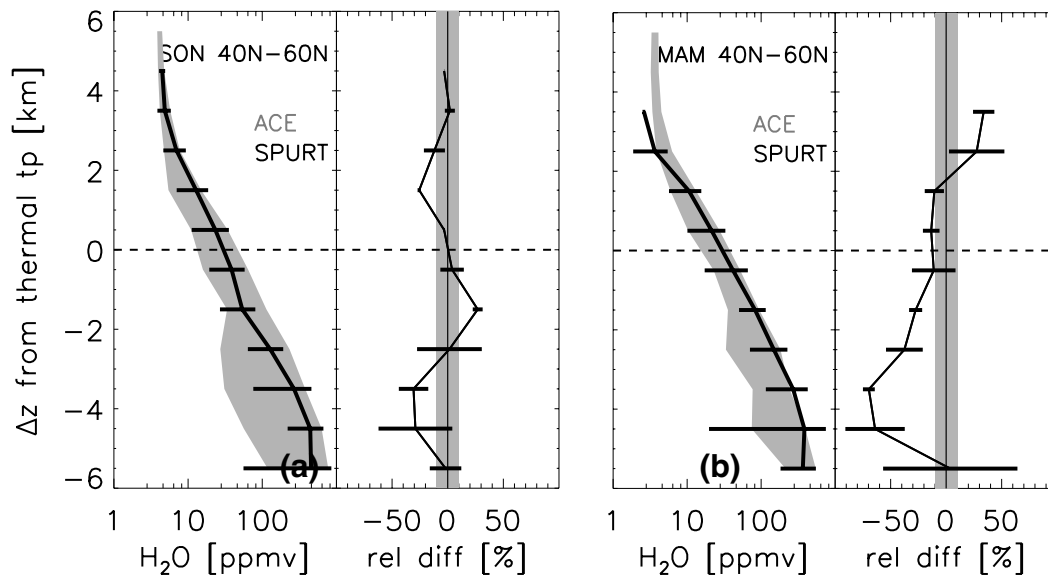 SON 40N−60N
ACE
SPURT
(a)
Δz from thermal tp [km]
6
4
2
0
−2
−4
−6
1 10 100
H₂O [ppmv]
−50 0 50
rel diff [%]
MAM 40N−60N
ACE
SPURT
(b)
1 10 100
H₂O [ppmv]
−50 0 50
rel diff [%]